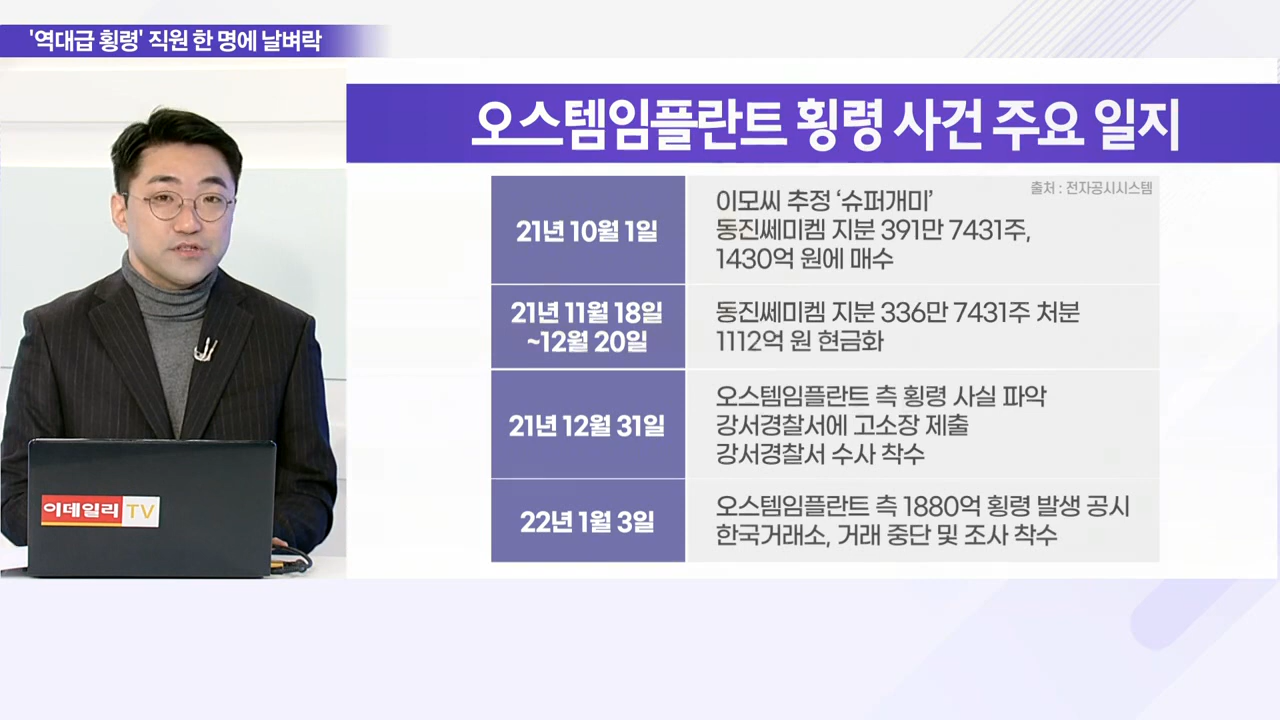 '역대급 횡령' 직원 한 명에 날벼락
오스템임플란트 횡령 사건 주요 일지
출처 : 전자공시시스템
21년 10월 1일
이모씨 추정 ‘슈퍼개미’
동진쎄미켐 지분 391만 7431주,
1430억 원에 매수
21년 11월 18일
~12월 20일
동진쎄미켐 지분 336만 7431주 처분
1112억 원 현금화
21년 12월 31일
오스템임플란트 측 횡령 사실 파악
강서경찰서에 고소장 제출
강서경찰서 수사 착수
22년 1월 3일
오스템임플란트 측 1880억 횡령 발생 공시
한국거래소, 거래 중단 및 조사 착수
이데일리 TV